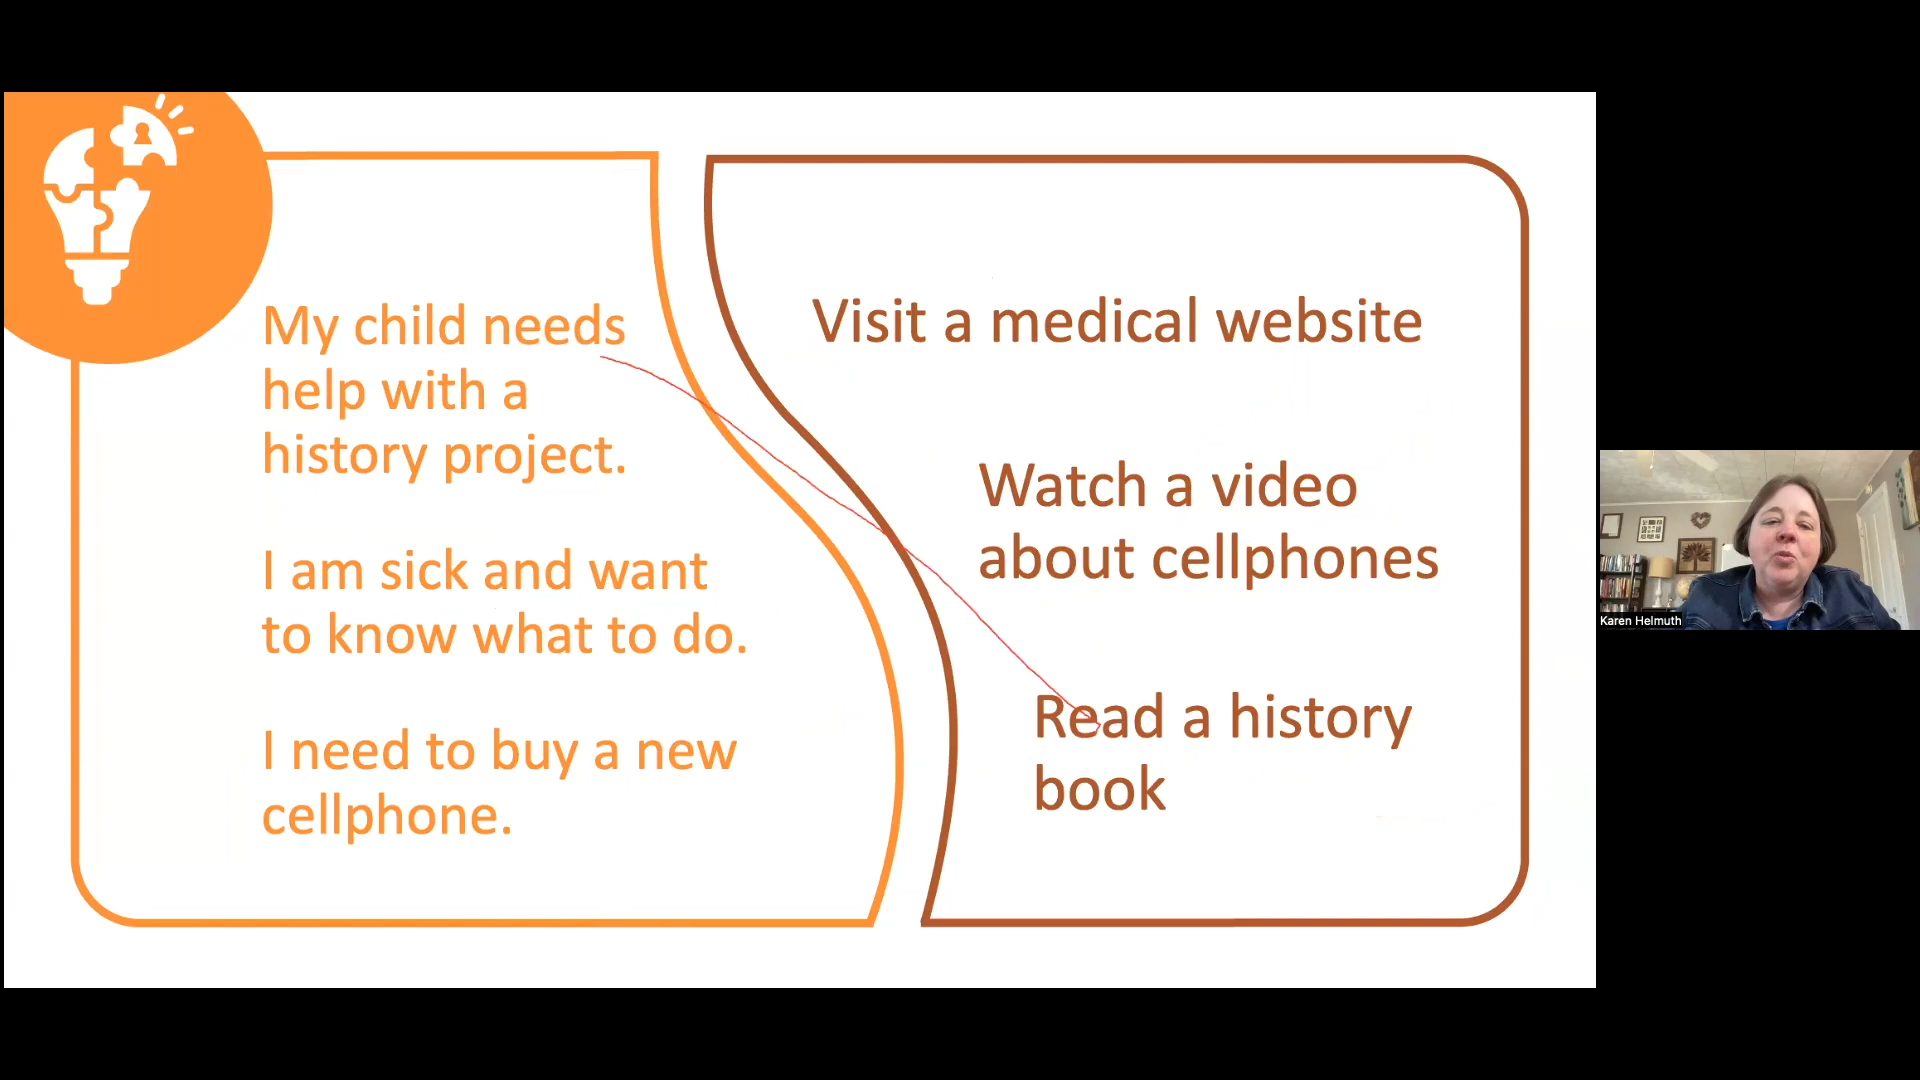 My child needs
help with a
history project.
I am sick and want
to know what to do.
I need to buy a new
cellphone.
Visit a medical website
Watch a video
about cellphones
Read a history
book
Karen Helmuth